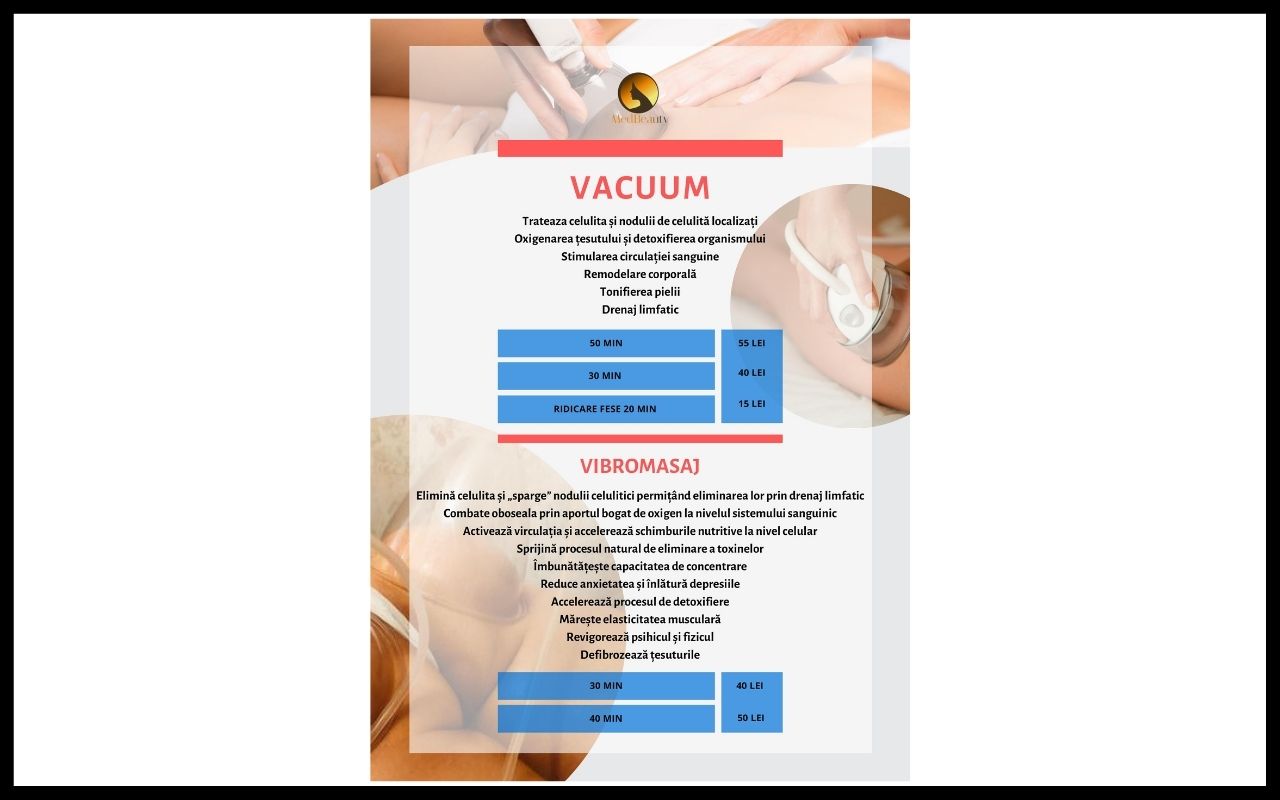 MedBeauty
VACUUM
Trateaza celulita și nodulii de celulită localizați
Oxigenarea țesutului și detoxifierea organismului
Stimularea circulației sanguine
Remodelare corporală
Tonifierea pielii
Drenaj limfatic
50 MIN 55 LEI
30 MIN 40 LEI
RIDICARE FESE 20 MIN 15 LEI
VIBROMASAJ
Elimină celulita și „sparge” nodulii celulitici permițând eliminarea lor prin drenaj limfatic
Combate oboseala prin aportul bogat de oxigen la nivelul sistemului sanguinic
Activează virculația și accelerează schimburile nutritive la nivel celular
Sprijină procesul natural de eliminare a toxinelor
Îmbunătățește capacitatea de concentrare
Reduce anxietatea și înlătură depresiile
Accelerează procesul de detoxifiere
Mărește elasticitatea musculară
Revigorează psihicul și fizicul
Defibrozează țesuturile
30 MIN 40 LEI
40 MIN 50 LEI